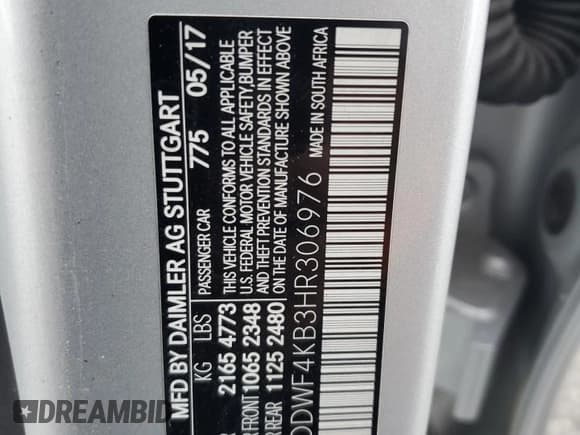 MFD BY DAIMLER AG STUTTGART
PASSENGER CAR 775 05/17
KG LBS
2165 4773
FRONT 1065 2348
REAR 1125 2480
THIS VEHICLE CONFORMS TO ALL APPLICABLE
U.S. FEDERAL MOTOR VEHICLE SAFETY, BUMPER
AND THEFT PREVENTION STANDARDS IN EFFECT
ON THE DATE OF MANUFACTURE SHOWN ABOVE
DDWF4KB3HR306976
MADE IN SOUTH AFRICA
DREAMBID